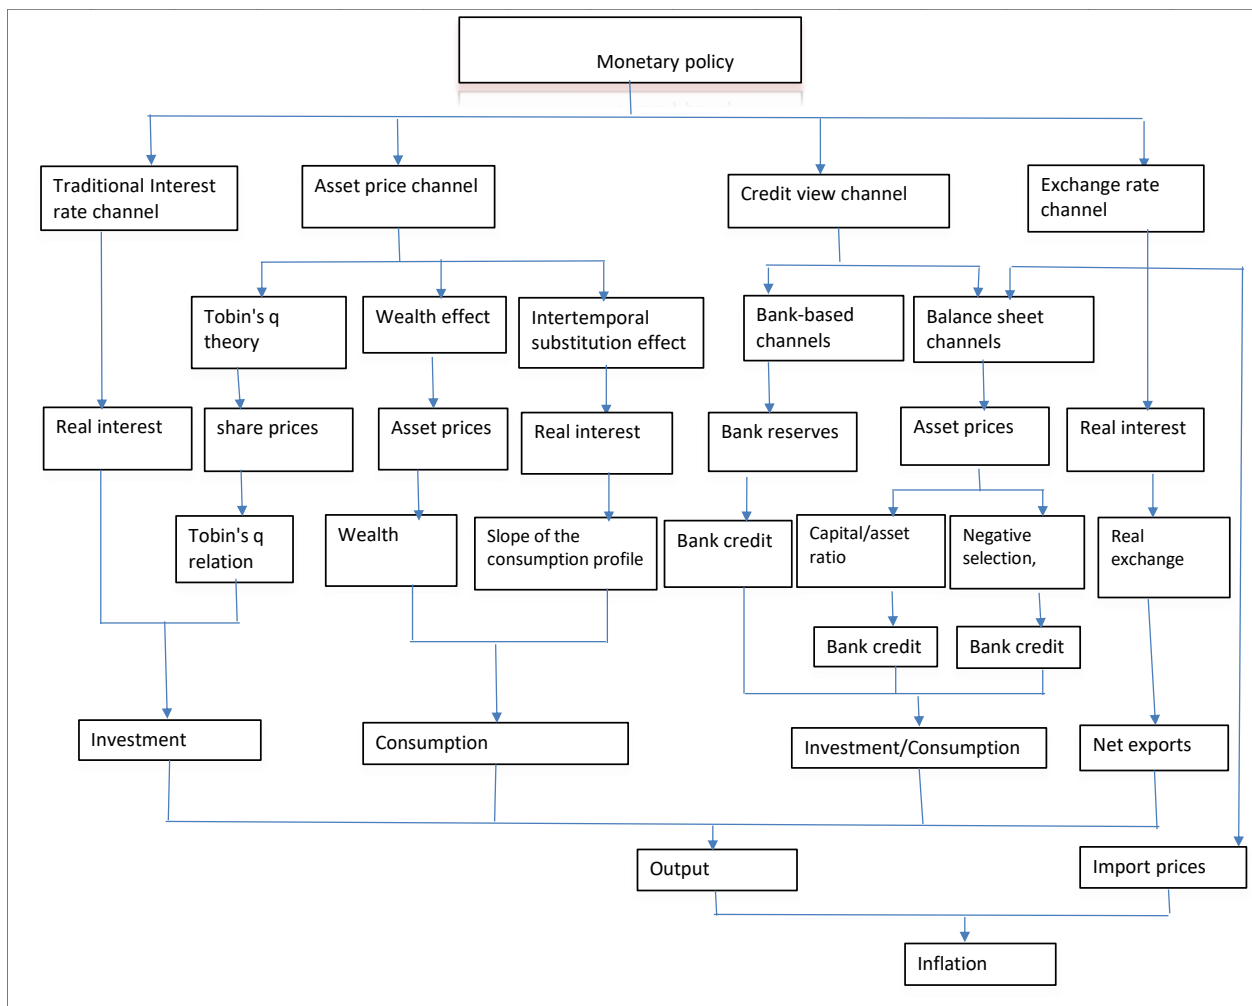 Monetary policy
Traditional Interest
rate channel
Asset price channel
Credit view channel
Exchange rate
channel
Tobin's q
theory
Wealth effect
Intertemporal
substitution effect
Bank-based
channels
Balance sheet
channels
Real interest
share prices
Asset prices
Real interest
Bank reserves
Asset prices
Real interest
Tobin's q
relation
Wealth
Slope of the
consumption profile
Bank credit
Capital/asset
ratio
Negative
selection,
Real
exchange
Bank credit
Bank credit
Investment
Consumption
Investment/Consumption
Net exports
Output
Import prices
Inflation